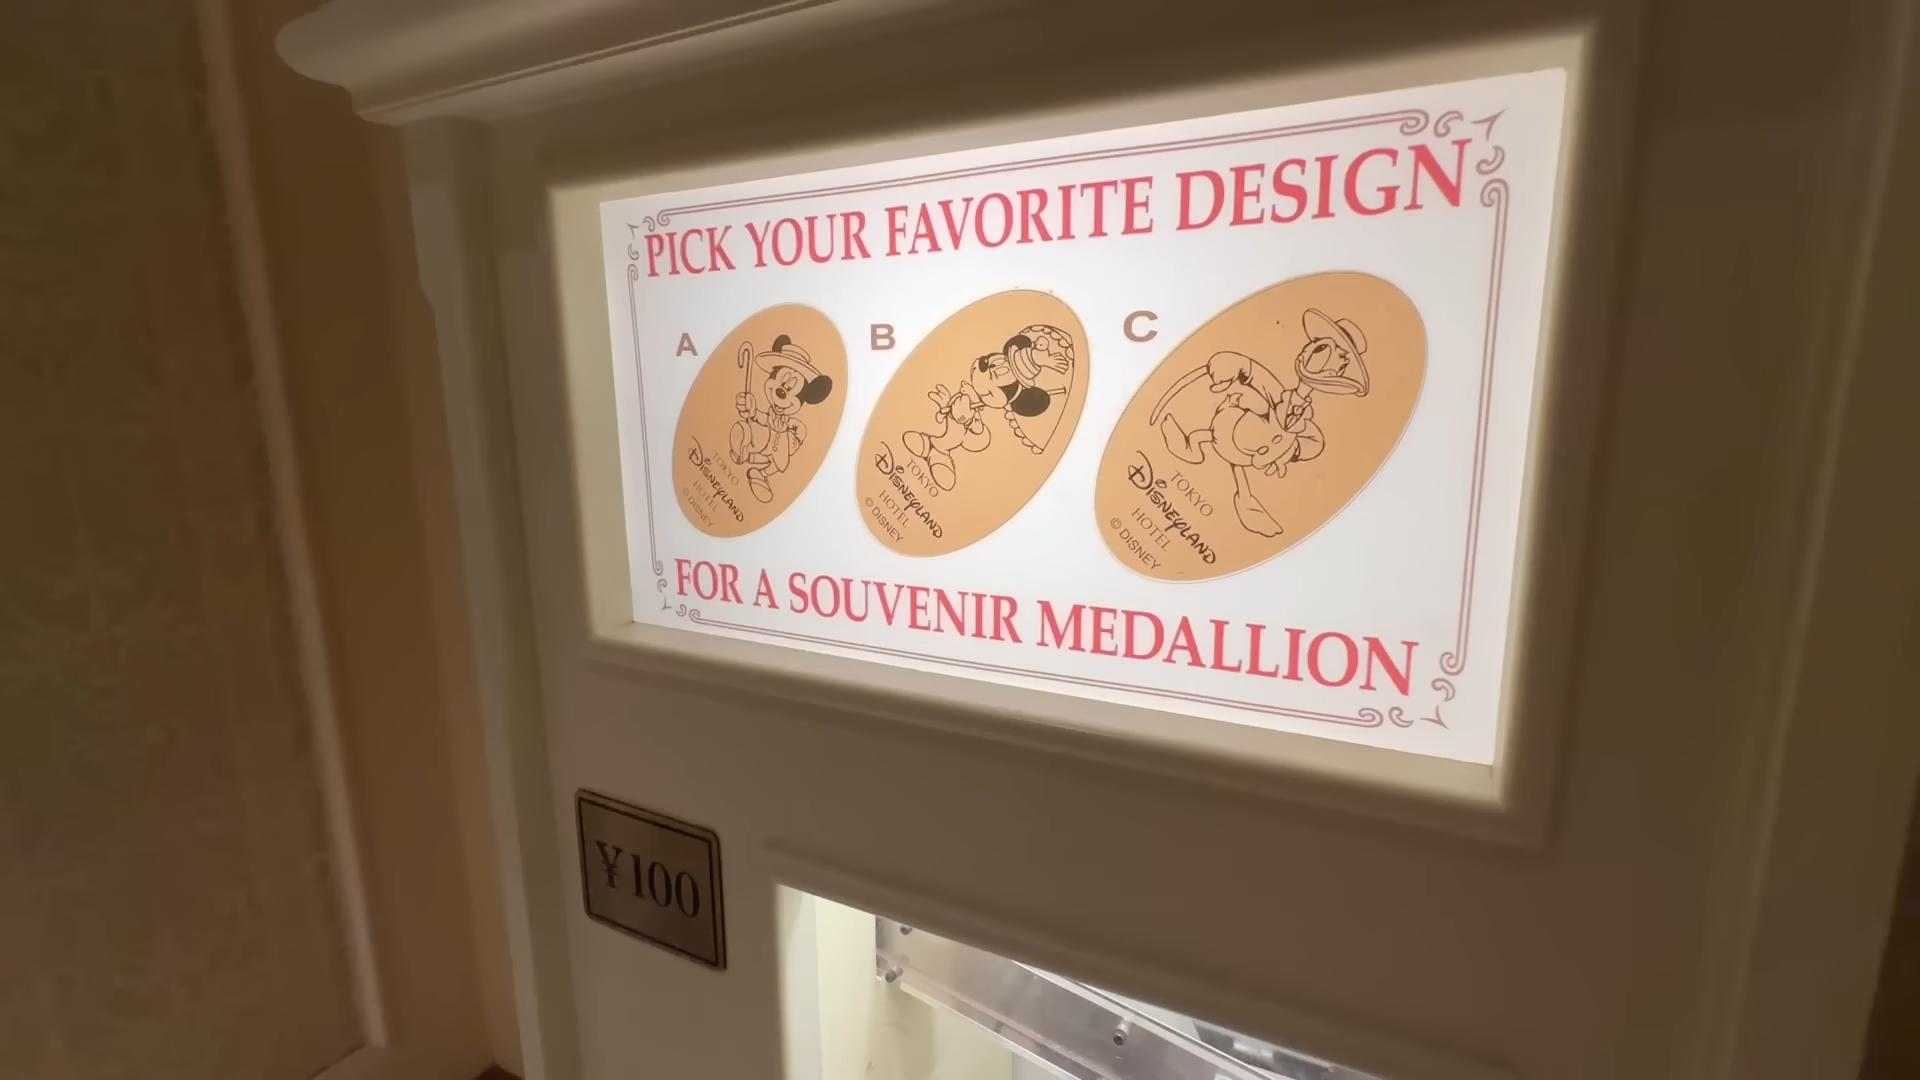 PICK YOUR FAVORITE DESIGN
A
TOKYO
DISNEYLAND
HOTEL
© DISNEY
B
TOKYO
DISNEYLAND
HOTEL
© DISNEY
C
TOKYO
DISNEYLAND
HOTEL
© DISNEY
FOR A SOUVENIR MEDALLION
¥100